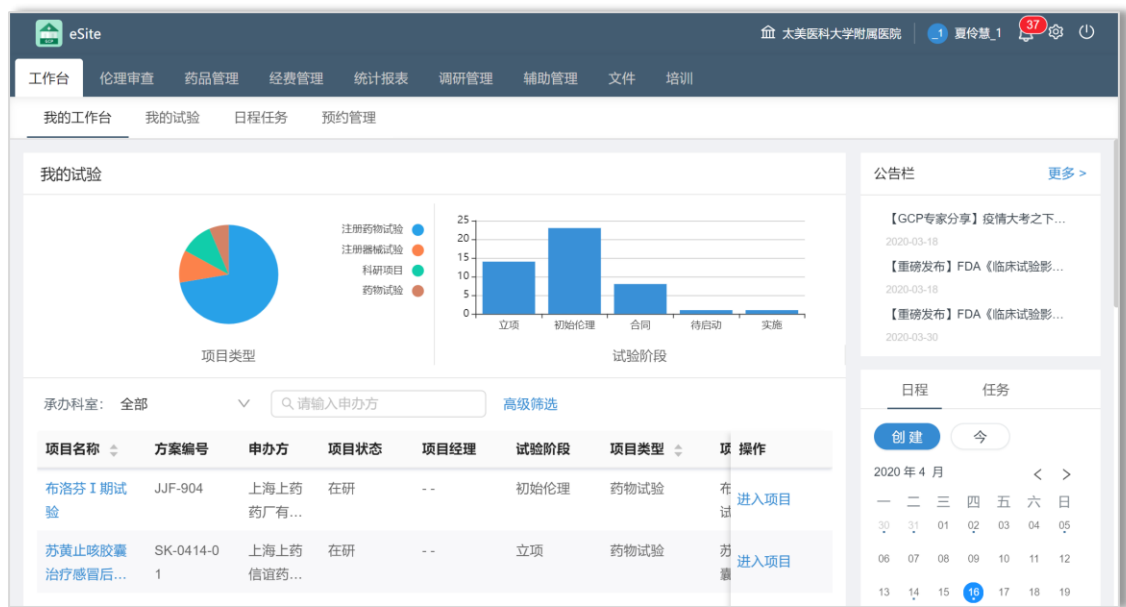 eSite
太美医科大学附属医院 _1 夏伶慧_1 37
工作台 伦理审查 药品管理 经费管理 统计报表 调研管理 辅助管理 文件 培训
我的工作台 我的试验 日程任务 预约管理
我的试验
注册药物试验
注册器械试验
科研项目
药物试验
项目类型
25
20
15
10
5
0
立项 初始伦理 合同 待启动 实施
试验阶段
承办科室: 全部 请输入申办方 高级筛选
项目名称 方案编号 申办方 项目状态 项目经理 试验阶段 项目类型 项 操作
布洛芬 I 期试 JJF-904 上海上药 在研 - - 初始伦理 药物试验 布 进入项目
验 药厂有... 试
苏黄止咳胶囊 SK-0414-0 上海上药 在研 - - 立项 药物试验 苏 进入项目
治疗感冒后... 1 信谊药... 囊
公告栏 更多 >
【GCP专家分享】疫情大考之下...
2020-03-18
【重磅发布】FDA《临床试验影...
2020-03-18
【重磅发布】FDA《临床试验影...
2020-03-30
日程 任务
创建 今
2020 年 4 月 < >
一 二 三 四 五 六 日
30 31 01 02 03 04 05
06 07 08 09 10 11 12
13 14 15 16 17 18 19